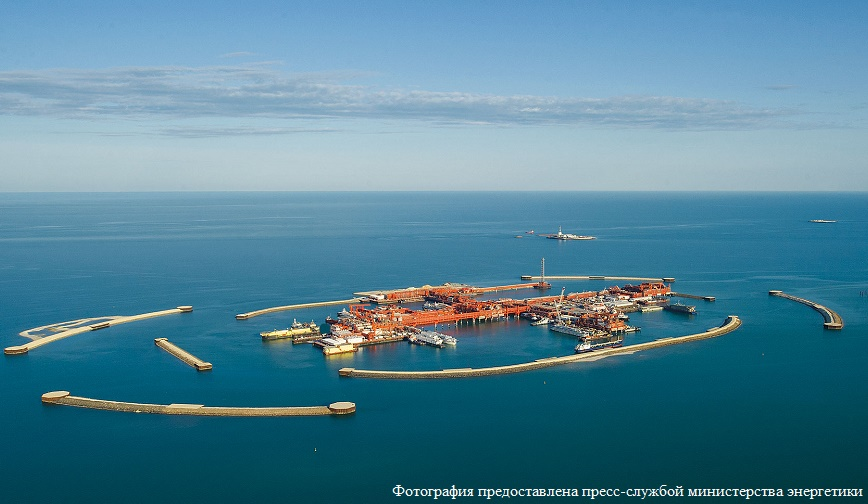 Фотография предоставлена пресс-службой министерства энергетики